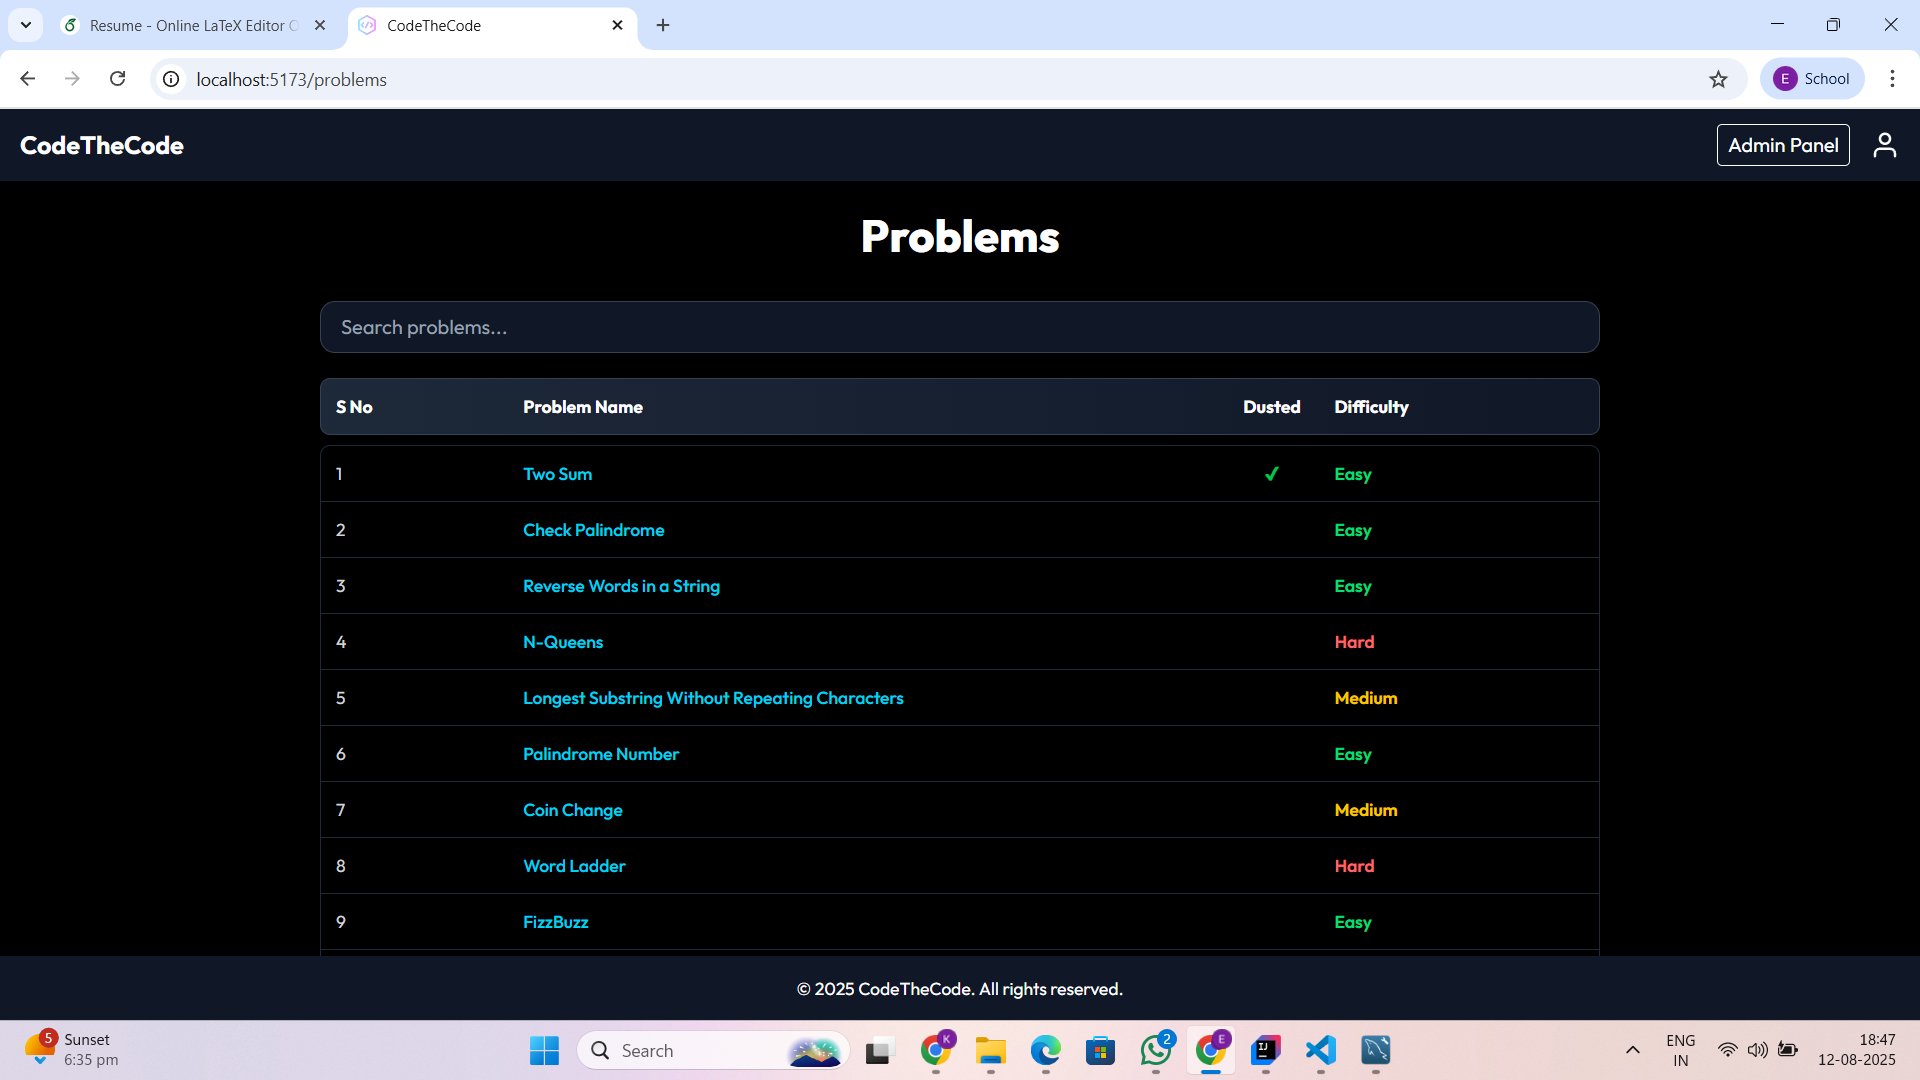 Resume - Online LaTeX Editor
CodeTheCode
localhost:5173/problems
E School
CodeTheCode
Admin Panel
Problems
Search problems...
S No Problem Name Dusted Difficulty
1 Two Sum ✓ Easy
2 Check Palindrome Easy
3 Reverse Words in a String Easy
4 N-Queens Hard
5 Longest Substring Without Repeating Characters Medium
6 Palindrome Number Easy
7 Coin Change Medium
8 Word Ladder Hard
9 FizzBuzz Easy
© 2025 CodeTheCode. All rights reserved.
5 Sunset
6:35 pm
Search
K
2
E
IJ
ENG
IN
18:47
12-08-2025